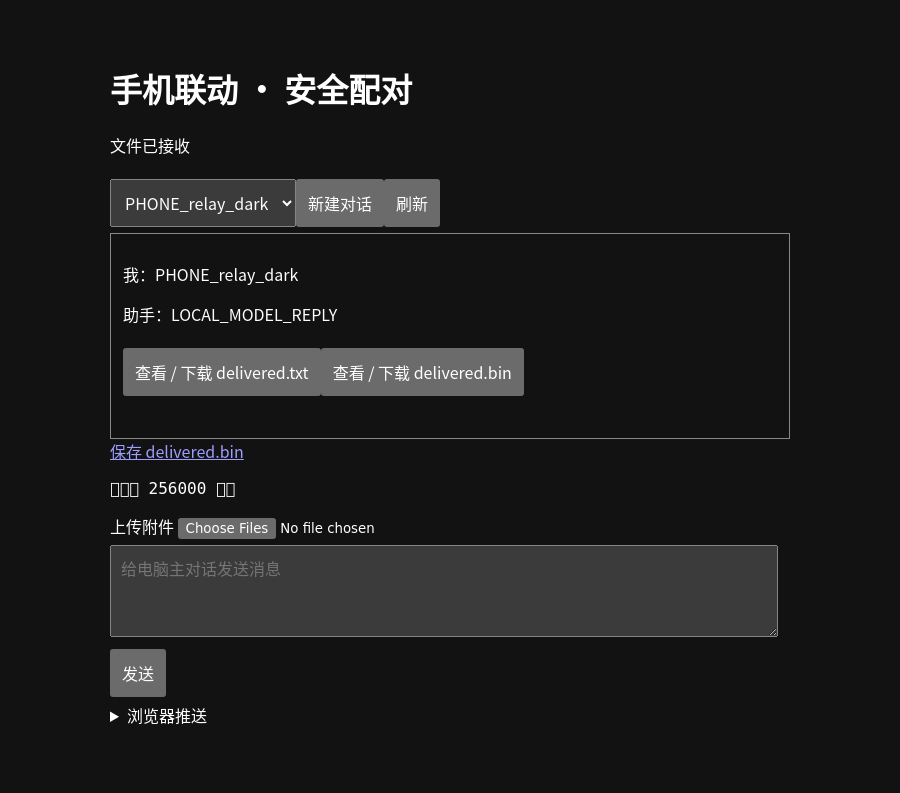 手机联动 · 安全配对
文件已接收
PHONE_relay_dark 新建对话 刷新
我：PHONE_relay_dark
助手：LOCAL_MODEL_REPLY
查看 / 下载 delivered.txt 查看 / 下载 delivered.bin
保存 delivered.bin
256000
上传附件 Choose Files No file chosen
给电脑主对话发送消息
发送
浏览器推送